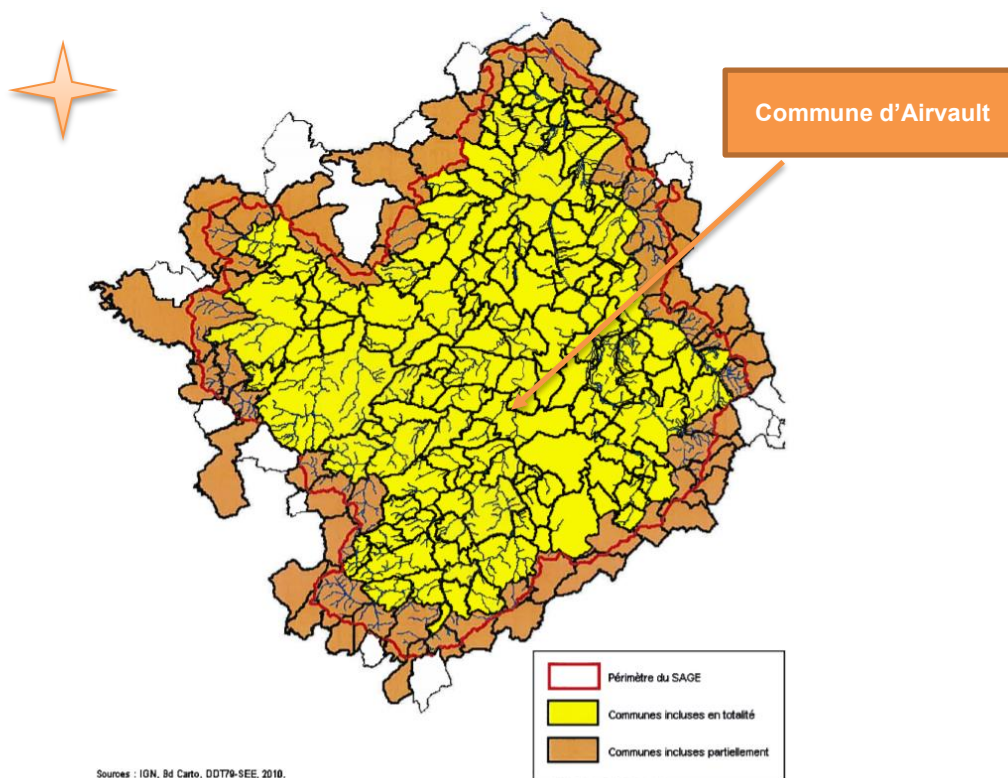 Commune d'Airvault
Périmètre du SAGE
Communes incluses en totalité
Communes incluses partiellement
Sources : IGN, Bd Carto, DDT79-SEE, 2010.